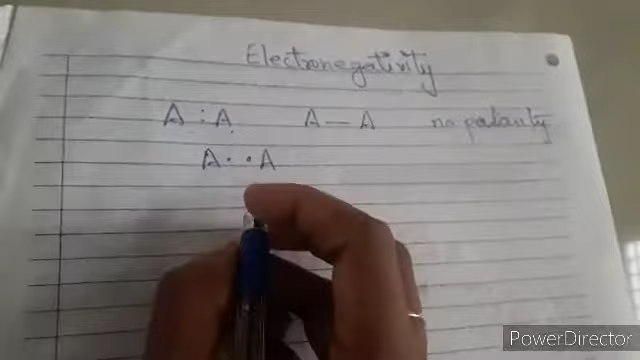 Electronegativity
A : A    A — A    no polarity
A· ·A
PowerDirector